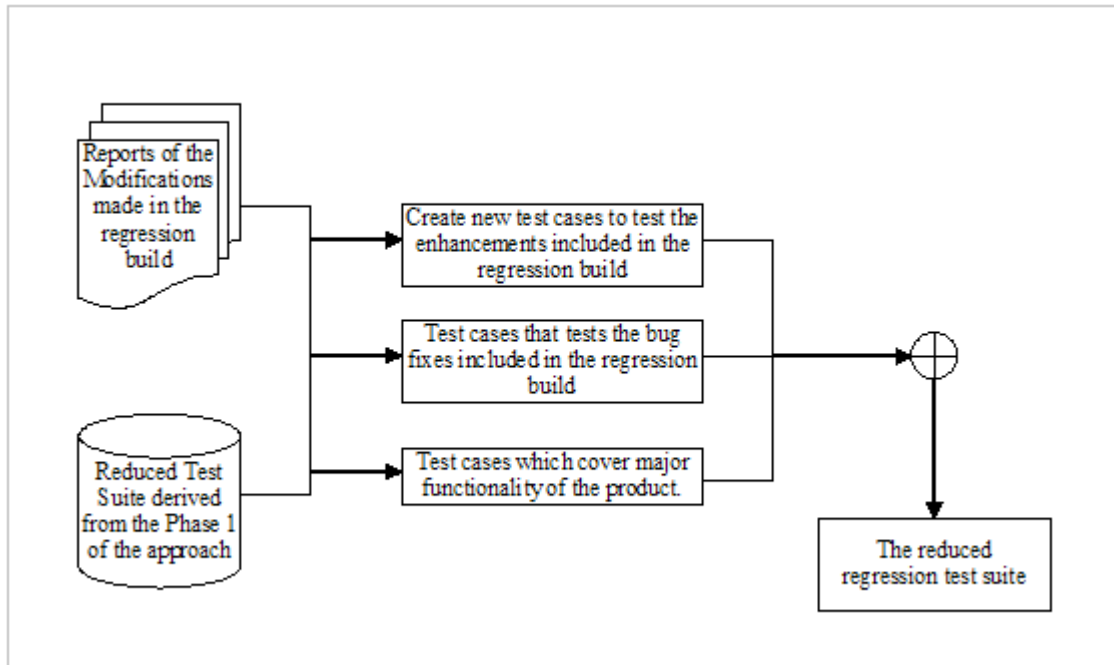 Reports of the
Modifications
made in the
regression
build
Create new test cases to test the
enhancements included in the
regression build
Test cases that tests the bug
fixes included in the regression
build
Reduced Test
Suite derived
from the Phase 1
of the approach
Test cases which cover major
functionality of the product.
The reduced
regression test suite